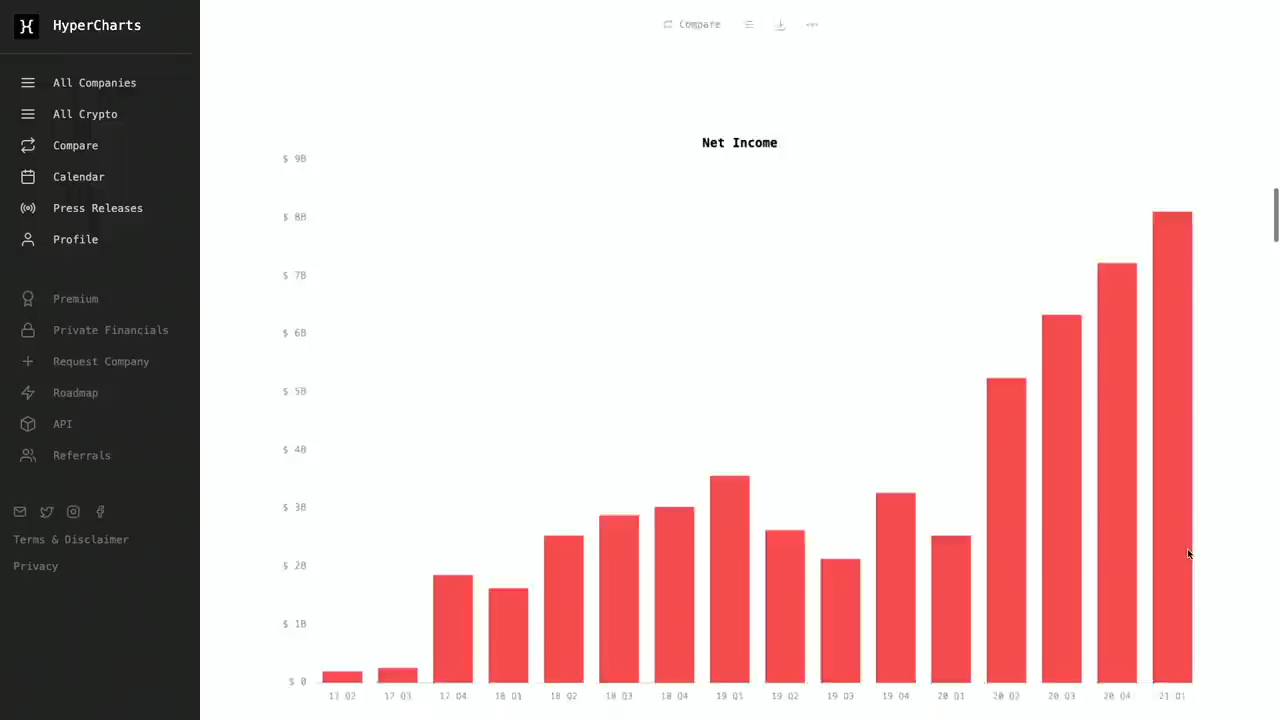 HyperCharts
All Companies
All Crypto
Compare
Calendar
Press Releases
Profile
Premium
Private Financials
Request Company
Roadmap
API
Referrals
Terms & Disclaimer
Privacy
Compare
Net Income
$ 9B
$ 8B
$ 7B
$ 6B
$ 5B
$ 4B
$ 3B
$ 2B
$ 1B
$ 0
17 Q2 17 Q3 17 Q4 18 Q1 18 Q2 18 Q3 18 Q4 19 Q1 19 Q2 19 Q3 19 Q4 20 Q1 20 Q2 20 Q3 20 Q4 21 Q1